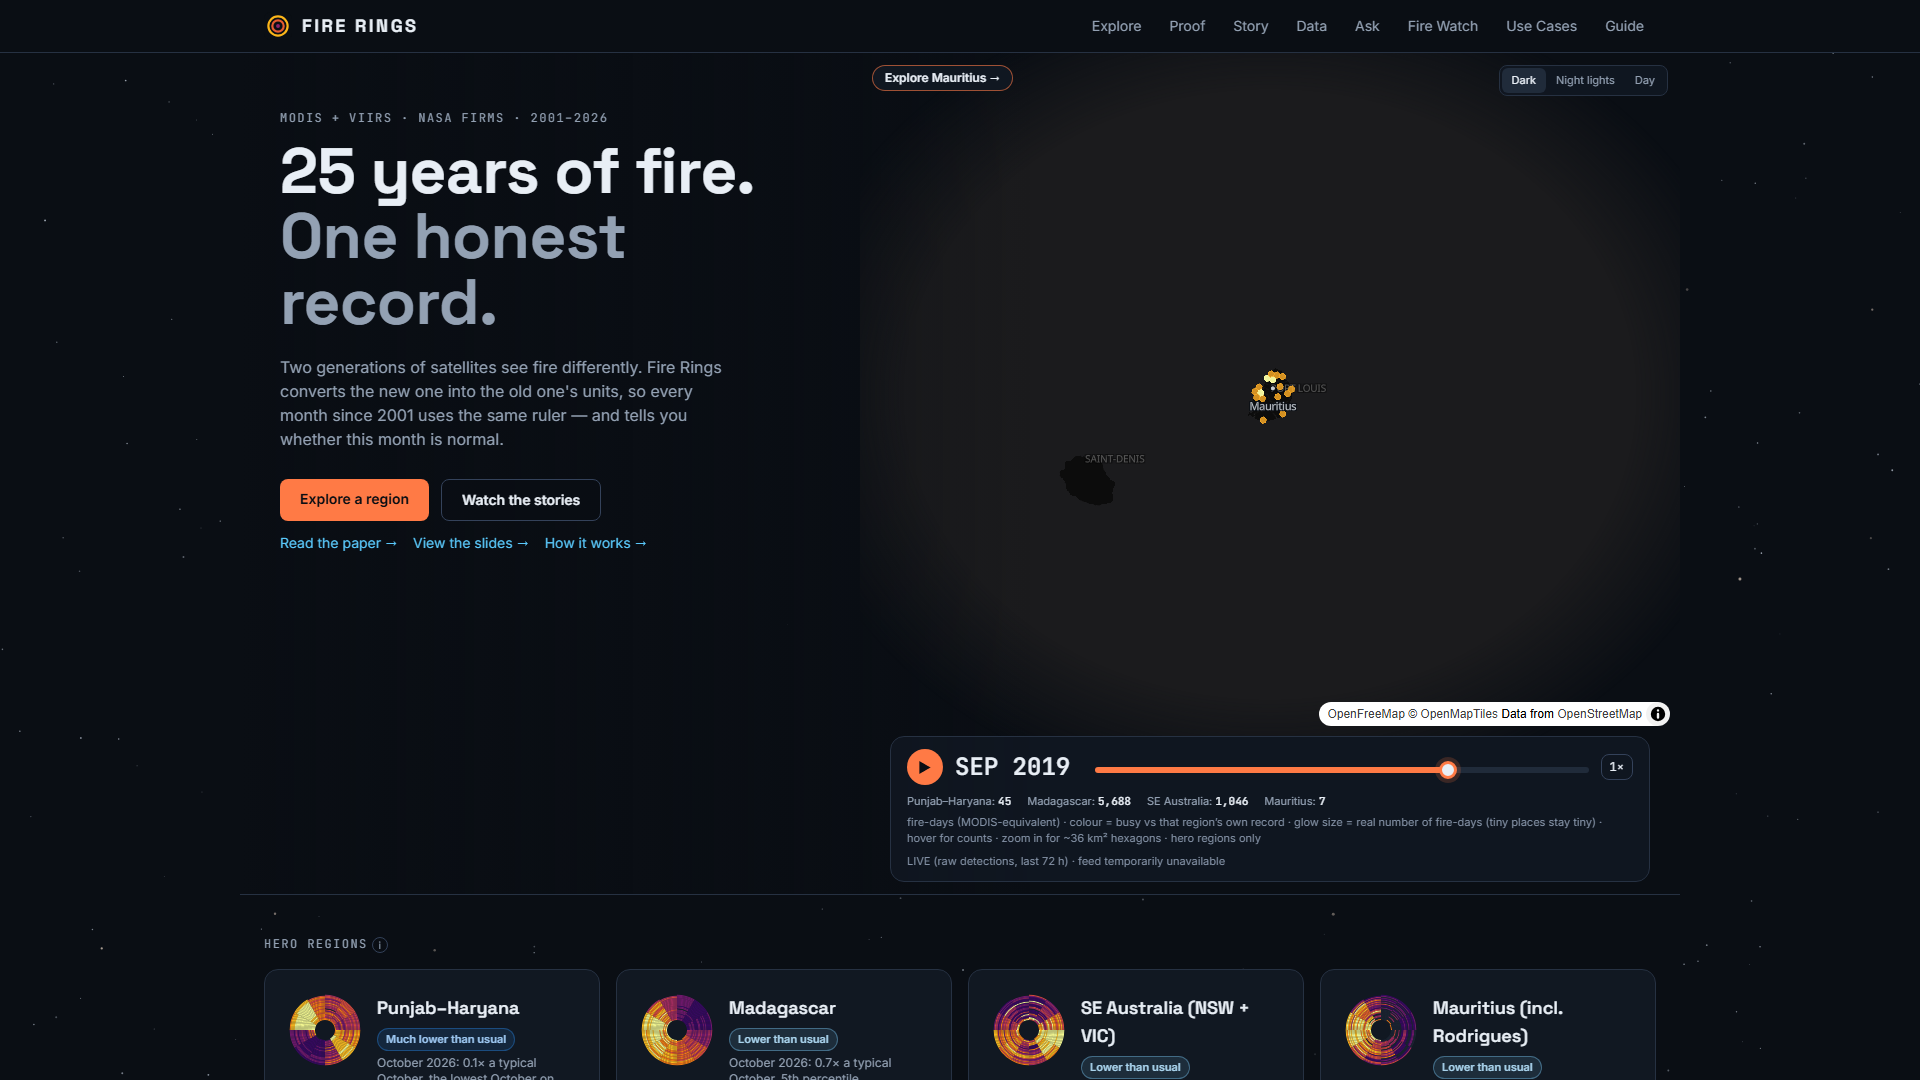 FIRE RINGS
Explore Proof Story Data Ask Fire Watch Use Cases Guide
Explore Mauritius →
Dark Night lights Day
MODIS + VIIRS · NASA FIRMS · 2001–2026
25 years of fire.
One honest
record.
Two generations of satellites see fire differently. Fire Rings
converts the new one into the old one's units, so every
month since 2001 uses the same ruler — and tells you
whether this month is normal.
Explore a region
Watch the stories
Read the paper → View the slides → How it works →
LOUIS
Mauritius
SAINT-DENIS
OpenFreeMap © OpenMapTiles Data from OpenStreetMap
SEP 2019
1×
Punjab–Haryana: 45 Madagascar: 5,688 SE Australia: 1,046 Mauritius: 7
fire-days (MODIS-equivalent) · colour = busy vs that region's own record · glow size = real number of fire-days (tiny places stay tiny) ·
hover for counts · zoom in for ~36 km² hexagons · hero regions only
LIVE (raw detections, last 72 h) · feed temporarily unavailable
HERO REGIONS i
Punjab–Haryana
Much lower than usual
October 2026: 0.1× a typical
October, the lowest October on
Madagascar
Lower than usual
October 2026: 0.7× a typical
October, 5th percentile
SE Australia (NSW +
VIC)
Lower than usual
Mauritius (incl.
Rodrigues)
Lower than usual